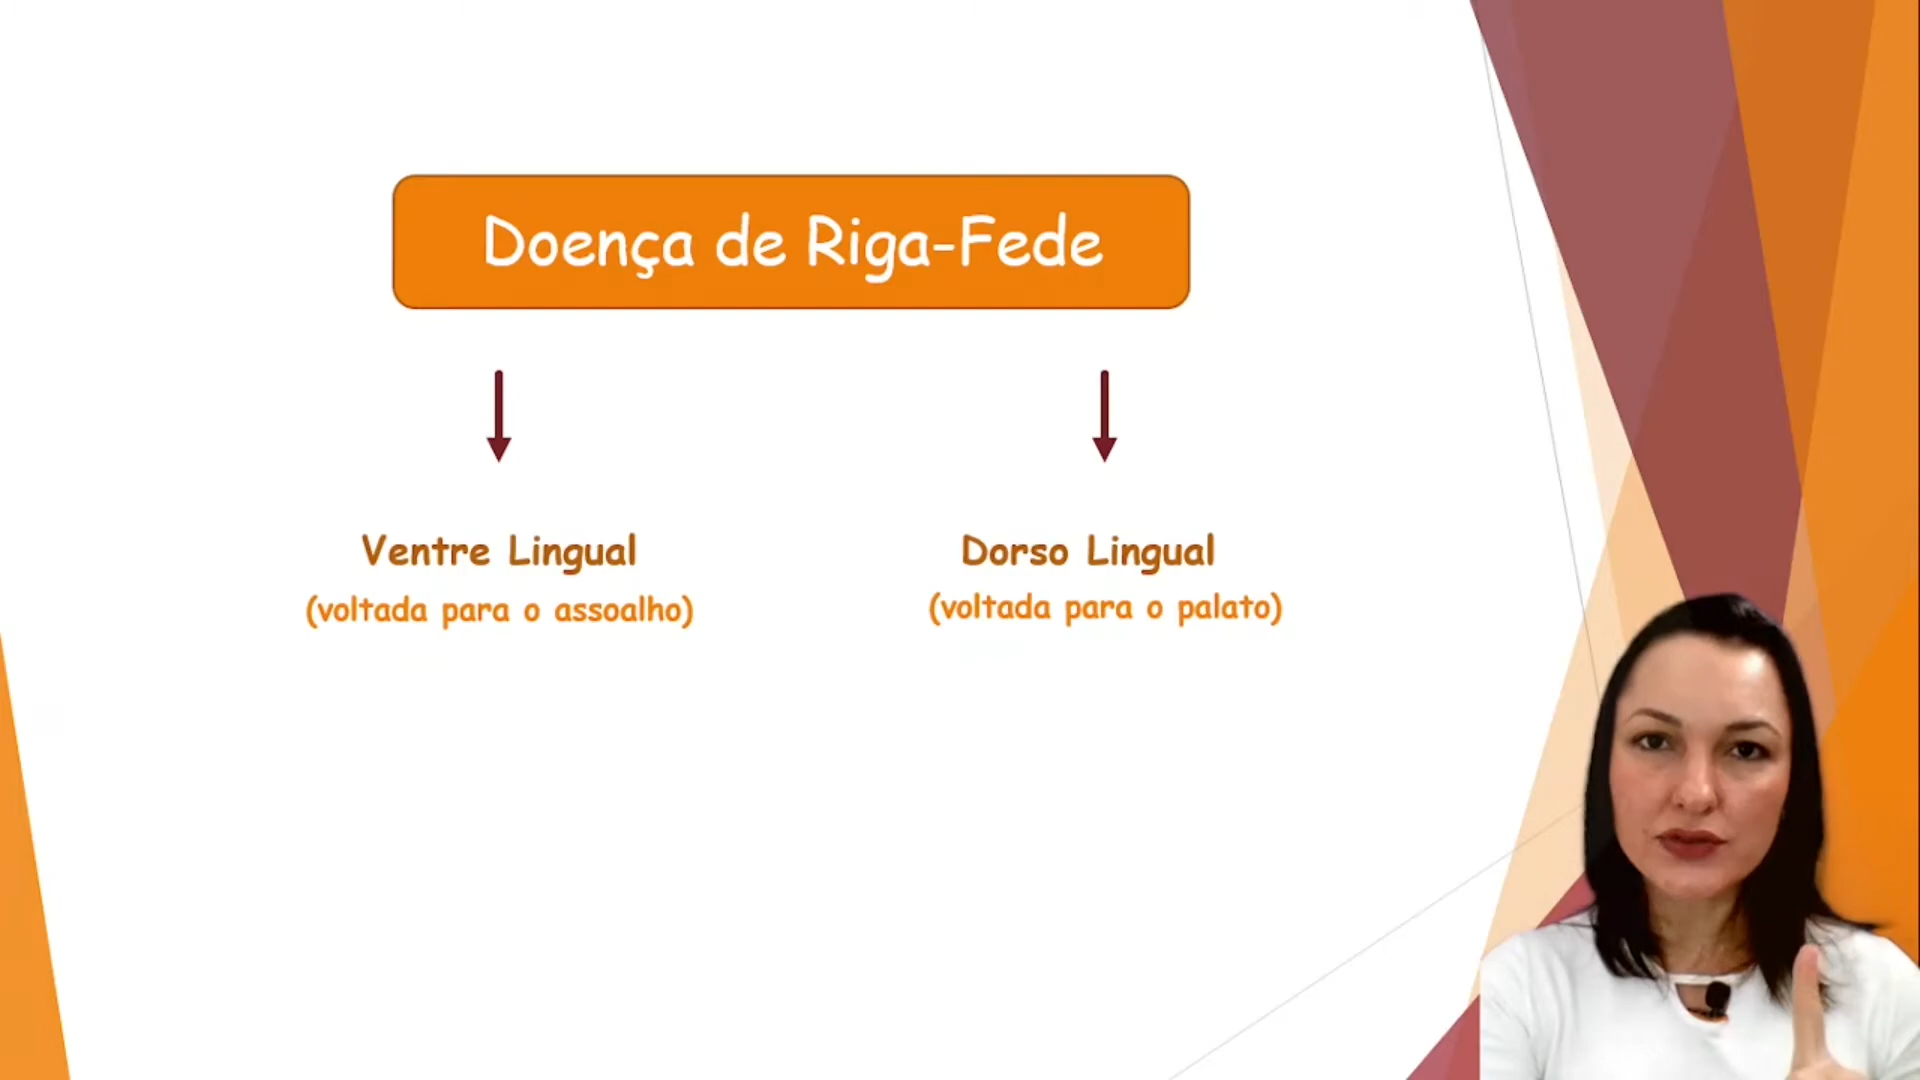 Doença de Riga-Fede
Ventre Lingual
(voltada para o assoalho)
Dorso Lingual
(voltada para o palato)